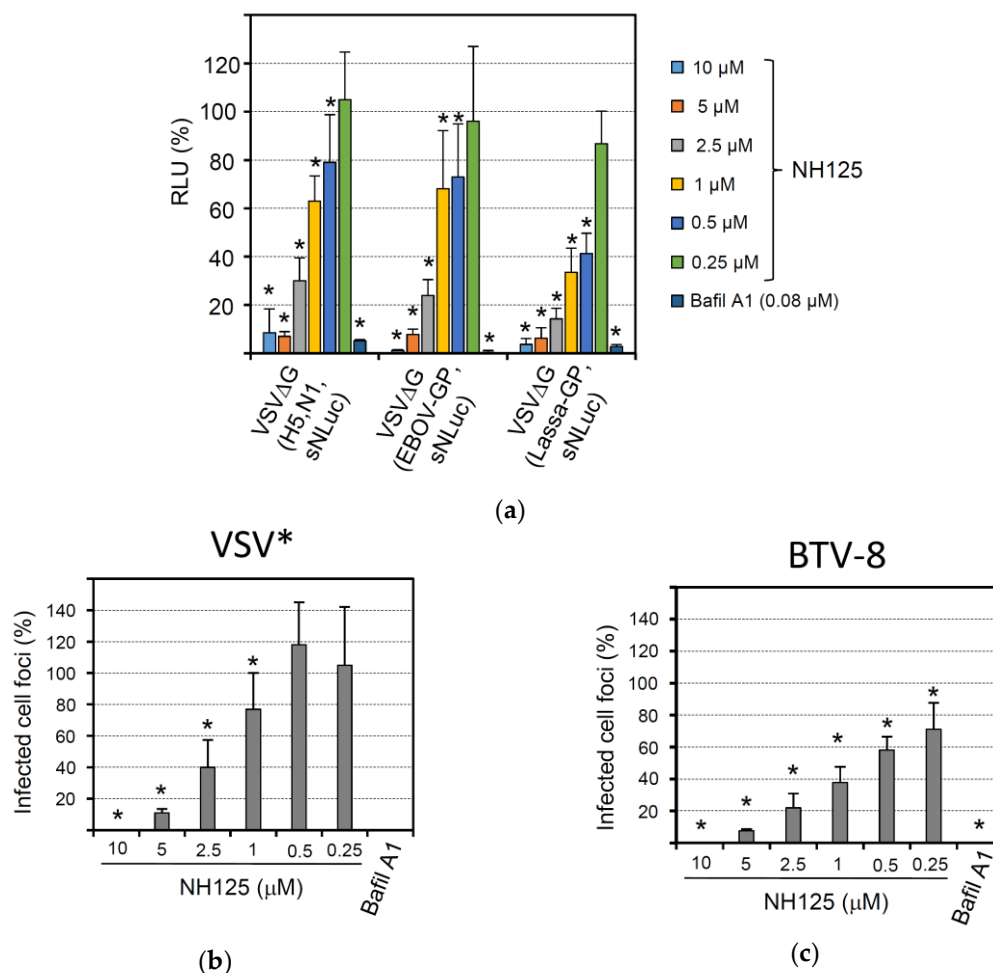 120
100
80
60
40
20
RLU (%)
* * * * * *
* * * * * *
* * * * * *
VSVΔG
(H5,N1,
sNLuc)
VSVΔG
(EBOV-GP,
sNLuc)
VSVΔG
(Lassa-GP,
sNLuc)
10 µM
5 µM
2.5 µM
1 µM
0.5 µM
0.25 µM
NH125
Bafil A1 (0.08 µM)
(a)
VSV*
Infected cell foci (%)
140
120
100
80
60
40
20
* * * *
10 5 2.5 1 0.5 0.25
Bafil A1
NH125 (µM)
(b)
BTV-8
Infected cell foci (%)
140
120
100
80
60
40
20
* * * * * * *
10 5 2.5 1 0.5 0.25
Bafil A1
NH125 (µM)
(c)